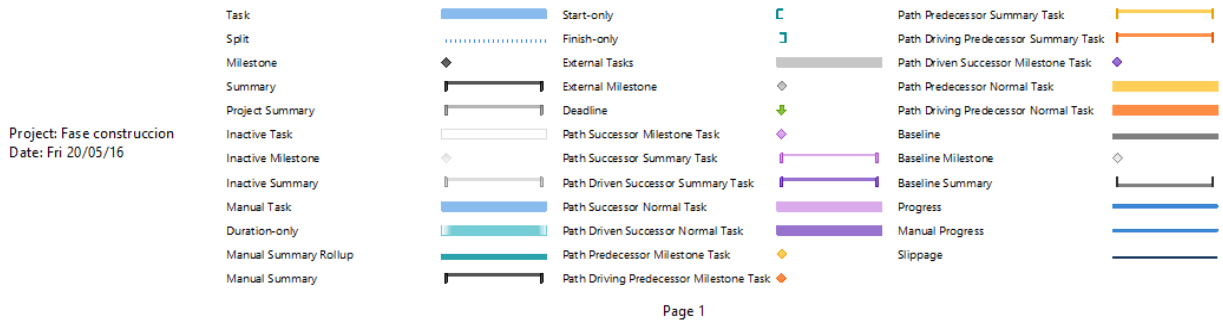 Project: Fase construccion
Date: Fri 20/05/16
Task
Split
Milestone
Summary
Project Summary
Inactive Task
Inactive Milestone
Inactive Summary
Manual Task
Duration-only
Manual Summary Rollup
Manual Summary
Start-only
Finish-only
External Tasks
External Milestone
Deadline
Path Successor Milestone Task
Path Successor Summary Task
Path Driven Successor Summary Task
Path Successor Normal Task
Path Driven Successor Normal Task
Path Predecessor Milestone Task
Path Driving Predecessor Milestone Task
Path Predecessor Summary Task
Path Driving Predecessor Summary Task
Path Driven Successor Milestone Task
Path Predecessor Normal Task
Path Driving Predecessor Normal Task
Baseline
Baseline Milestone
Baseline Summary
Progress
Manual Progress
Slippage
Page 1